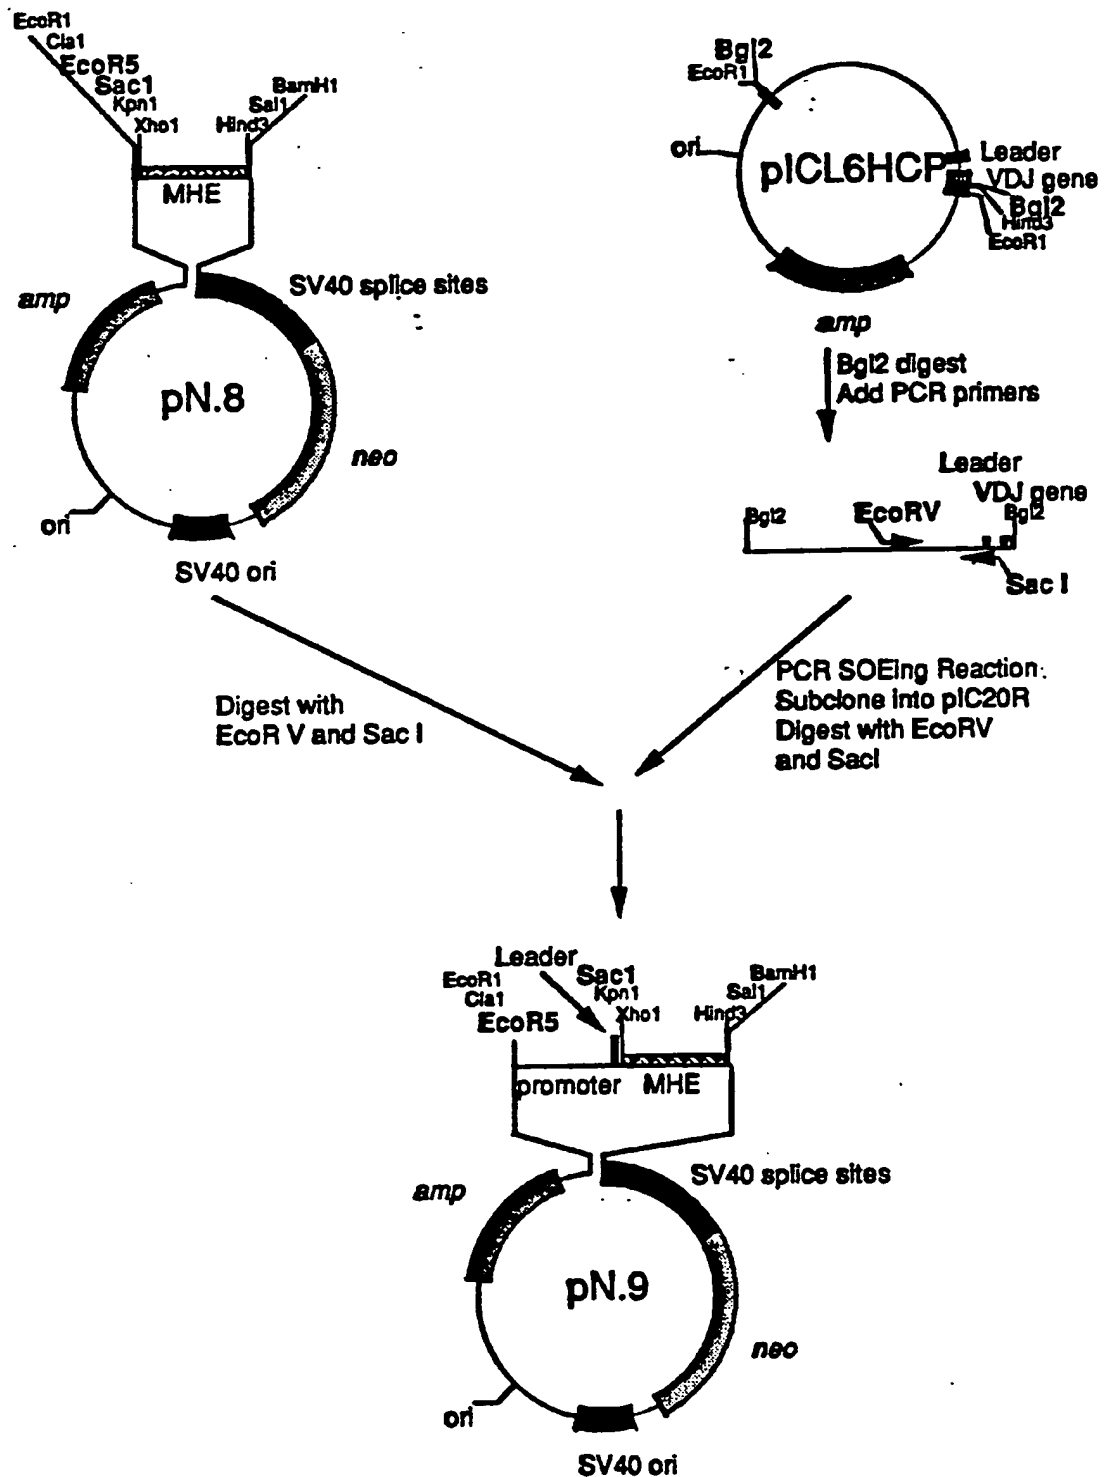 EcoR1
Cla1
EcoR5
Sac1
Kpn1
Xho1
BamH1
Sal1
Hind3
MHE
amp
SV40 splice sites
pN.8
neo
ori
SV40 ori
Bgl2
EcoR1
ori
pICL6HCP
Leader
VDJ gene
Bgl2
Hind3
EcoR1
amp
Bgl2 digest
Add PCR primers
Leader
VDJ gene
Bgl2
EcoRV
Bgl2
Sac I
Digest with
EcoR V and Sac I
PCR SOEing Reaction:
Subclone into pIC20R
Digest with EcoRV
and SacI
Leader
EcoR1
Cla1
EcoR5
Sac1
Kpn1
Xho1
BamH1
Sal1
Hind3
promoter
MHE
amp
SV40 splice sites
pN.9
neo
ori
SV40 ori